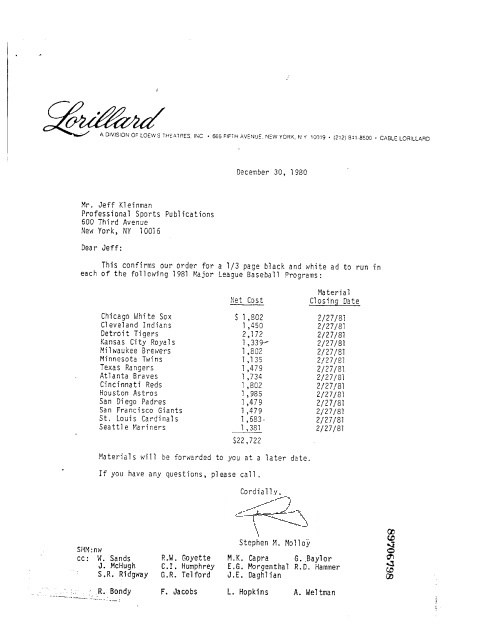 Lorillard
A DIVISION OF LOEW'S THEATRES, INC. • 666 FIFTH AVENUE, NEW YORK, N.Y. 10019 • (212) 841-8500 • CABLE LORILLARD
December 30, 1980
Mr. Jeff Kleinman
Professional Sports Publications
600 Third Avenue
New York, NY 10016
Dear Jeff:
This confirms our order for a 1/3 page black and white ad to run in
each of the following 1981 Major League Baseball Programs:
Material
Net Cost Closing Date
Chicago White Sox $ 1,802 2/27/81
Cleveland Indians 1,450 2/27/81
Detroit Tigers 2,172 2/27/81
Kansas City Royals 1,339 2/27/81
Milwaukee Brewers 1,802 2/27/81
Minnesota Twins 1,135 2/27/81
Texas Rangers 1,479 2/27/81
Atlanta Braves 1,734 2/27/81
Cincinnati Reds 1,802 2/27/81
Houston Astros 1,985 2/27/81
San Diego Padres 1,479 2/27/81
San Francisco Giants 1,479 2/27/81
St. Louis Cardinals 1,683 2/27/81
Seattle Mariners 1,381 2/27/81
$22,722
Materials will be forwarded to you at a later date.
If you have any questions, please call.
Cordially,
Stephen M. Molloy
SMM:nw
cc: W. Sands R.W. Goyette M.K. Capra G. Baylor
J. McHugh C.I. Humphrey E.G. Morgenthal R.D. Hammer
S.R. Ridgway G.R. Telford J.E. Daghlian
R. Bondy F. Jacobs L. Hopkins A. Weltman
89706798